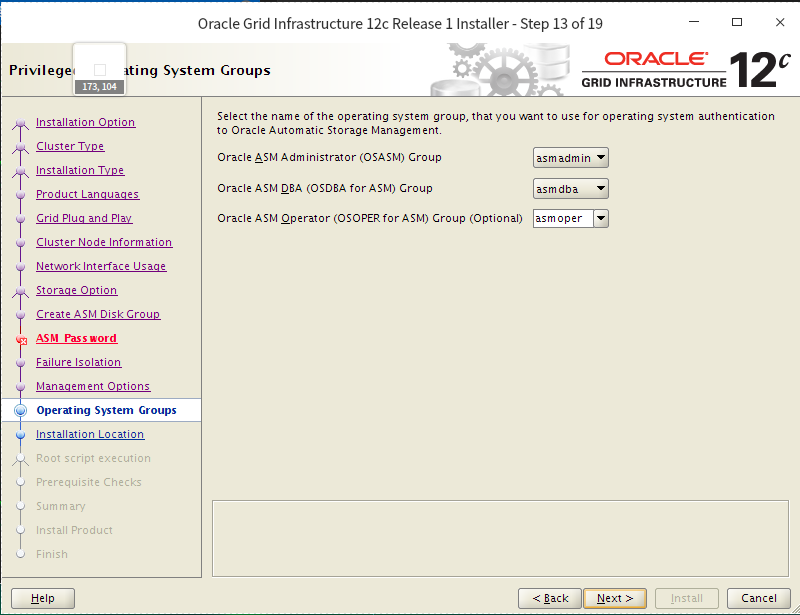 Oracle Grid Infrastructure 12c Release 1 Installer - Step 13 of 19
Privileged Operating System Groups
173, 104
ORACLE®
GRID INFRASTRUCTURE 12c
Installation Option
Cluster Type
Installation Type
Product Languages
Grid Plug and Play
Cluster Node Information
Network Interface Usage
Storage Option
Create ASM Disk Group
ASM Password
Failure Isolation
Management Options
Operating System Groups
Installation Location
Root script execution
Prerequisite Checks
Summary
Install Product
Finish
Select the name of the operating system group, that you want to use for operating system authentication
to Oracle Automatic Storage Management.
Oracle ASM Administrator (OSASM) Group asmadmin
Oracle ASM DBA (OSDBA for ASM) Group asmdba
Oracle ASM Operator (OSOPER for ASM) Group (Optional) asmoper
Help
< Back
Next >
Install
Cancel